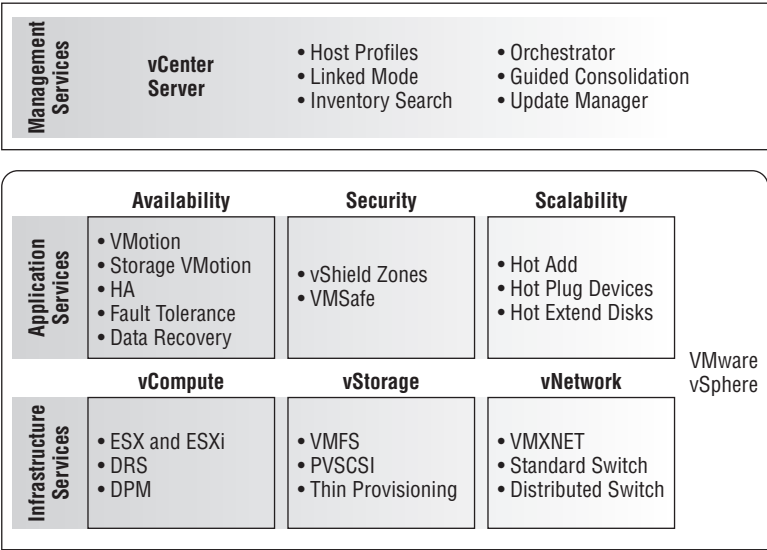 Management
Services
vCenter
Server
• Host Profiles
• Linked Mode
• Inventory Search
• Orchestrator
• Guided Consolidation
• Update Manager
Availability
Security
Scalability
Application
Services
• VMotion
• Storage VMotion
• HA
• Fault Tolerance
• Data Recovery
• vShield Zones
• VMSafe
• Hot Add
• Hot Plug Devices
• Hot Extend Disks
VMware
vSphere
vCompute
vStorage
vNetwork
Infrastructure
Services
• ESX and ESXi
• DRS
• DPM
• VMFS
• PVSCSI
• Thin Provisioning
• VMXNET
• Standard Switch
• Distributed Switch